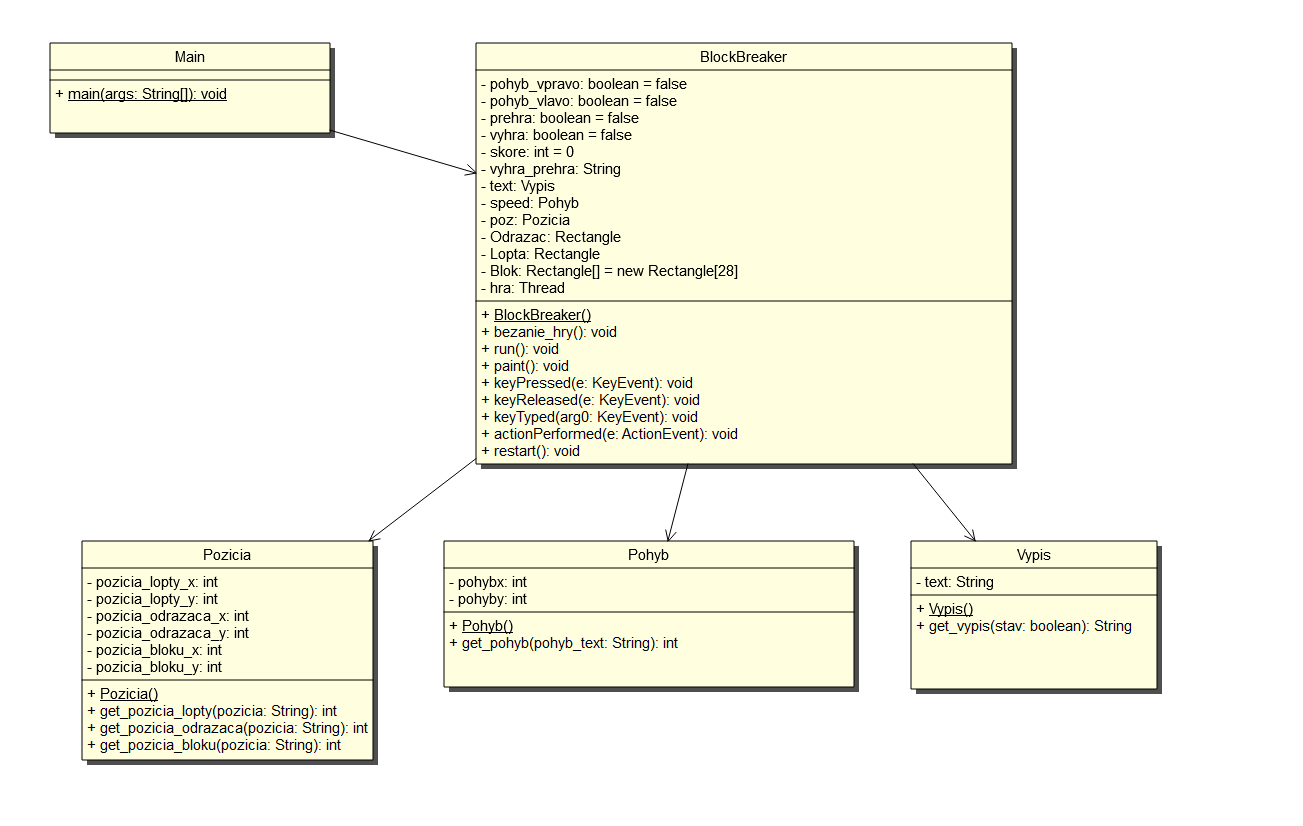 Main
+ main(args: String[]): void
BlockBreaker
- pohyb_vpravo: boolean = false
- pohyb_vlavo: boolean = false
- prehra: boolean = false
- vyhra: boolean = false
- skore: int = 0
- vyhra_prehra: String
- text: Vypis
- speed: Pohyb
- poz: Pozicia
- Odrazac: Rectangle
- Lopta: Rectangle
- Blok: Rectangle[] = new Rectangle[28]
- hra: Thread
+ BlockBreaker()
+ bezanie_hry(): void
+ run(): void
+ paint(): void
+ keyPressed(e: KeyEvent): void
+ keyReleased(e: KeyEvent): void
+ keyTyped(arg0: KeyEvent): void
+ actionPerformed(e: ActionEvent): void
+ restart(): void
Pozicia
- pozicia_lopty_x: int
- pozicia_lopty_y: int
- pozicia_odrazaca_x: int
- pozicia_odrazaca_y: int
- pozicia_bloku_x: int
- pozicia_bloku_y: int
+ Pozicia()
+ get_pozicia_lopty(pozicia: String): int
+ get_pozicia_odrazaca(pozicia: String): int
+ get_pozicia_bloku(pozicia: String): int
Pohyb
- pohybx: int
- pohyby: int
+ Pohyb()
+ get_pohyb(pohyb_text: String): int
Vypis
- text: String
+ Vypis()
+ get_vypis(stav: boolean): String